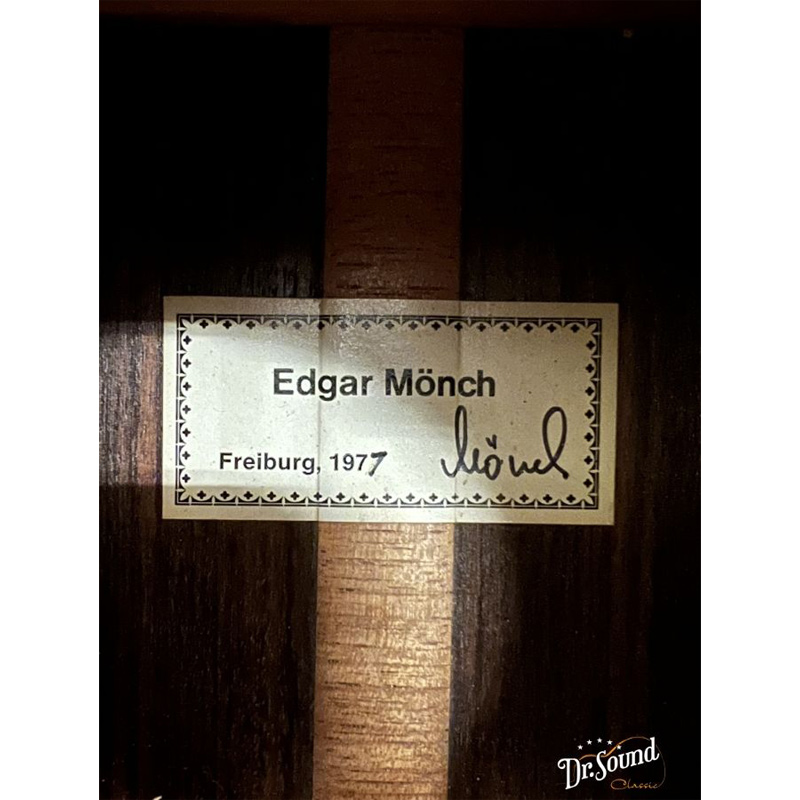 Edgar Mönch
Freiburg, 1977
Mönch
Dr. Sound
Classic